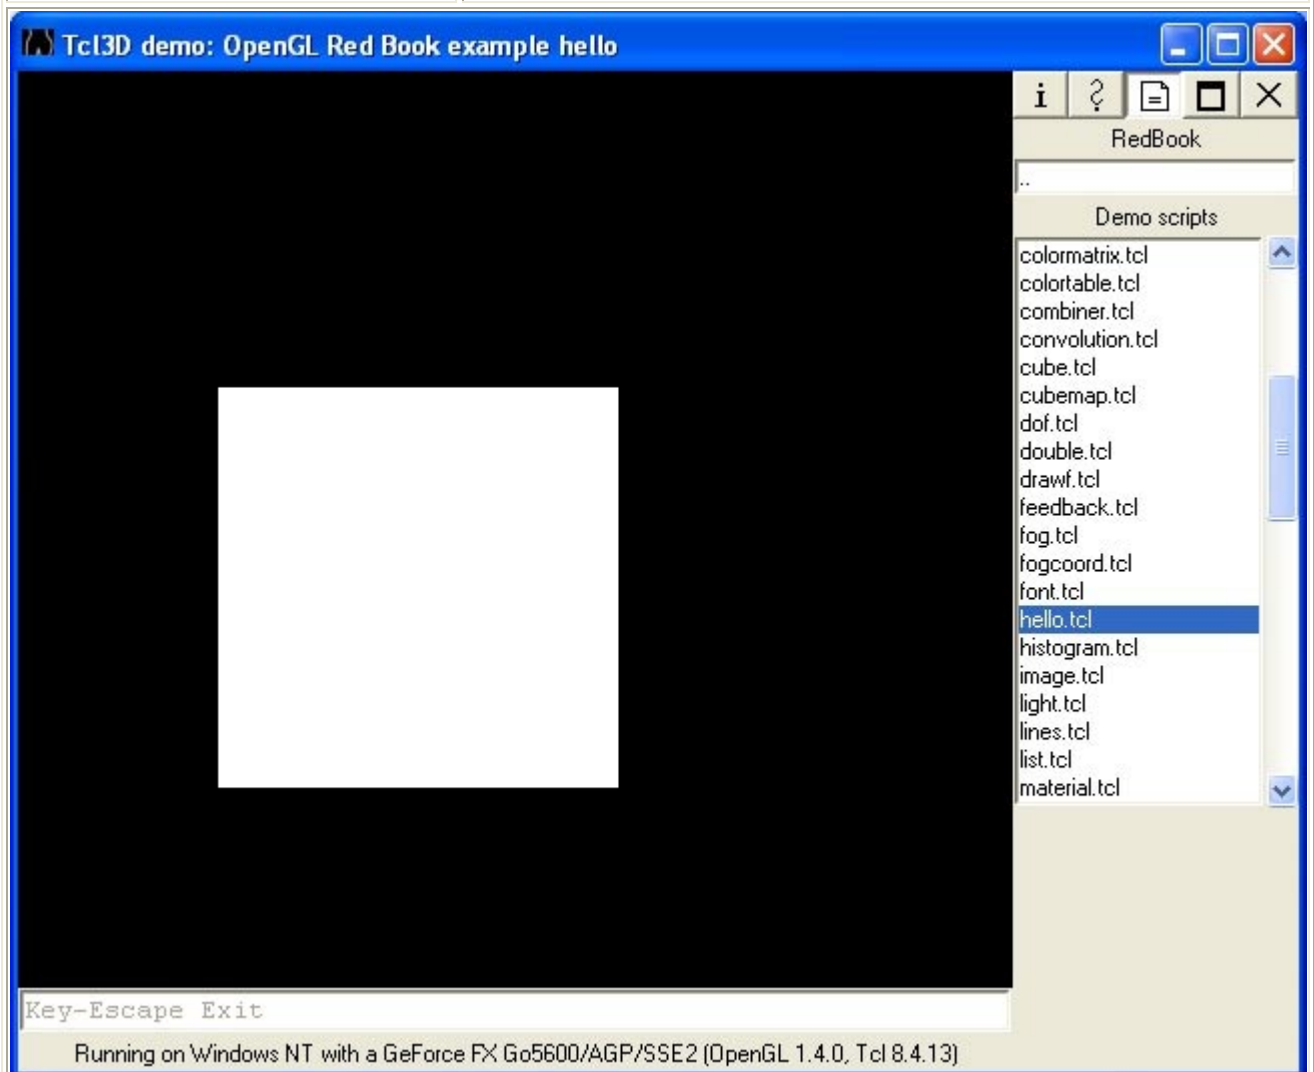 Tcl3D demo: OpenGL Red Book example hello
i ?
RedBook
..
Demo scripts
colormatrix.tcl
colortable.tcl
combiner.tcl
convolution.tcl
cube.tcl
cubemap.tcl
dof.tcl
double.tcl
drawf.tcl
feedback.tcl
fog.tcl
fogcoord.tcl
font.tcl
hello.tcl
histogram.tcl
image.tcl
light.tcl
lines.tcl
list.tcl
material.tcl
Key-Escape Exit
Running on Windows NT with a GeForce FX Go5600/AGP/SSE2 (OpenGL 1.4.0, Tcl 8.4.13)